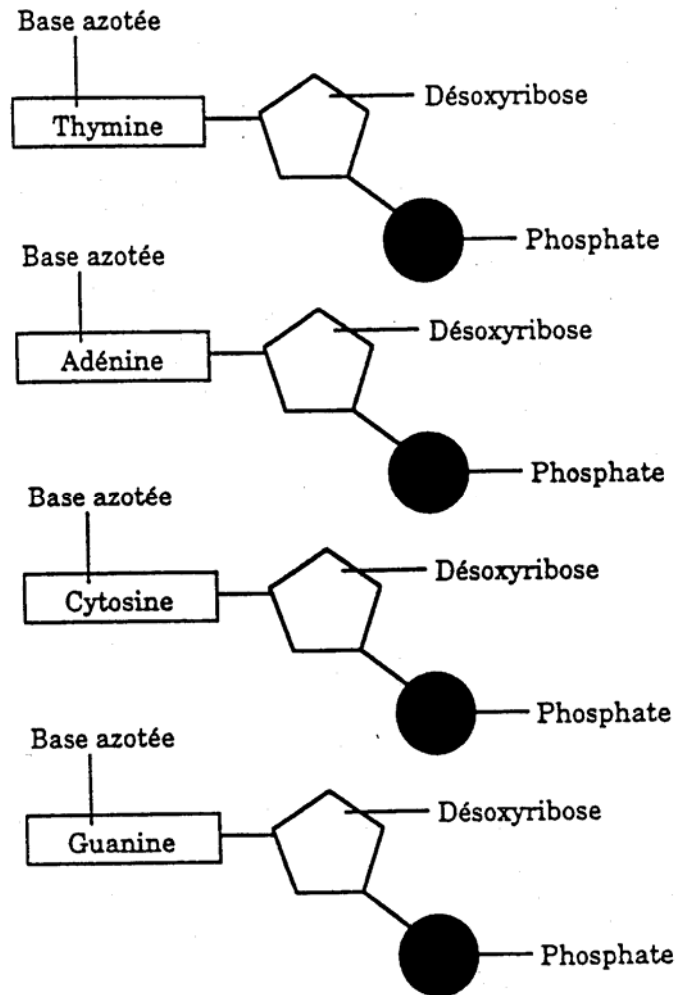 Base azotée
Désoxyribose
Thymine
Phosphate
Base azotée
Désoxyribose
Adénine
Phosphate
Base azotée
Désoxyribose
Cytosine
Phosphate
Base azotée
Désoxyribose
Guanine
Phosphate